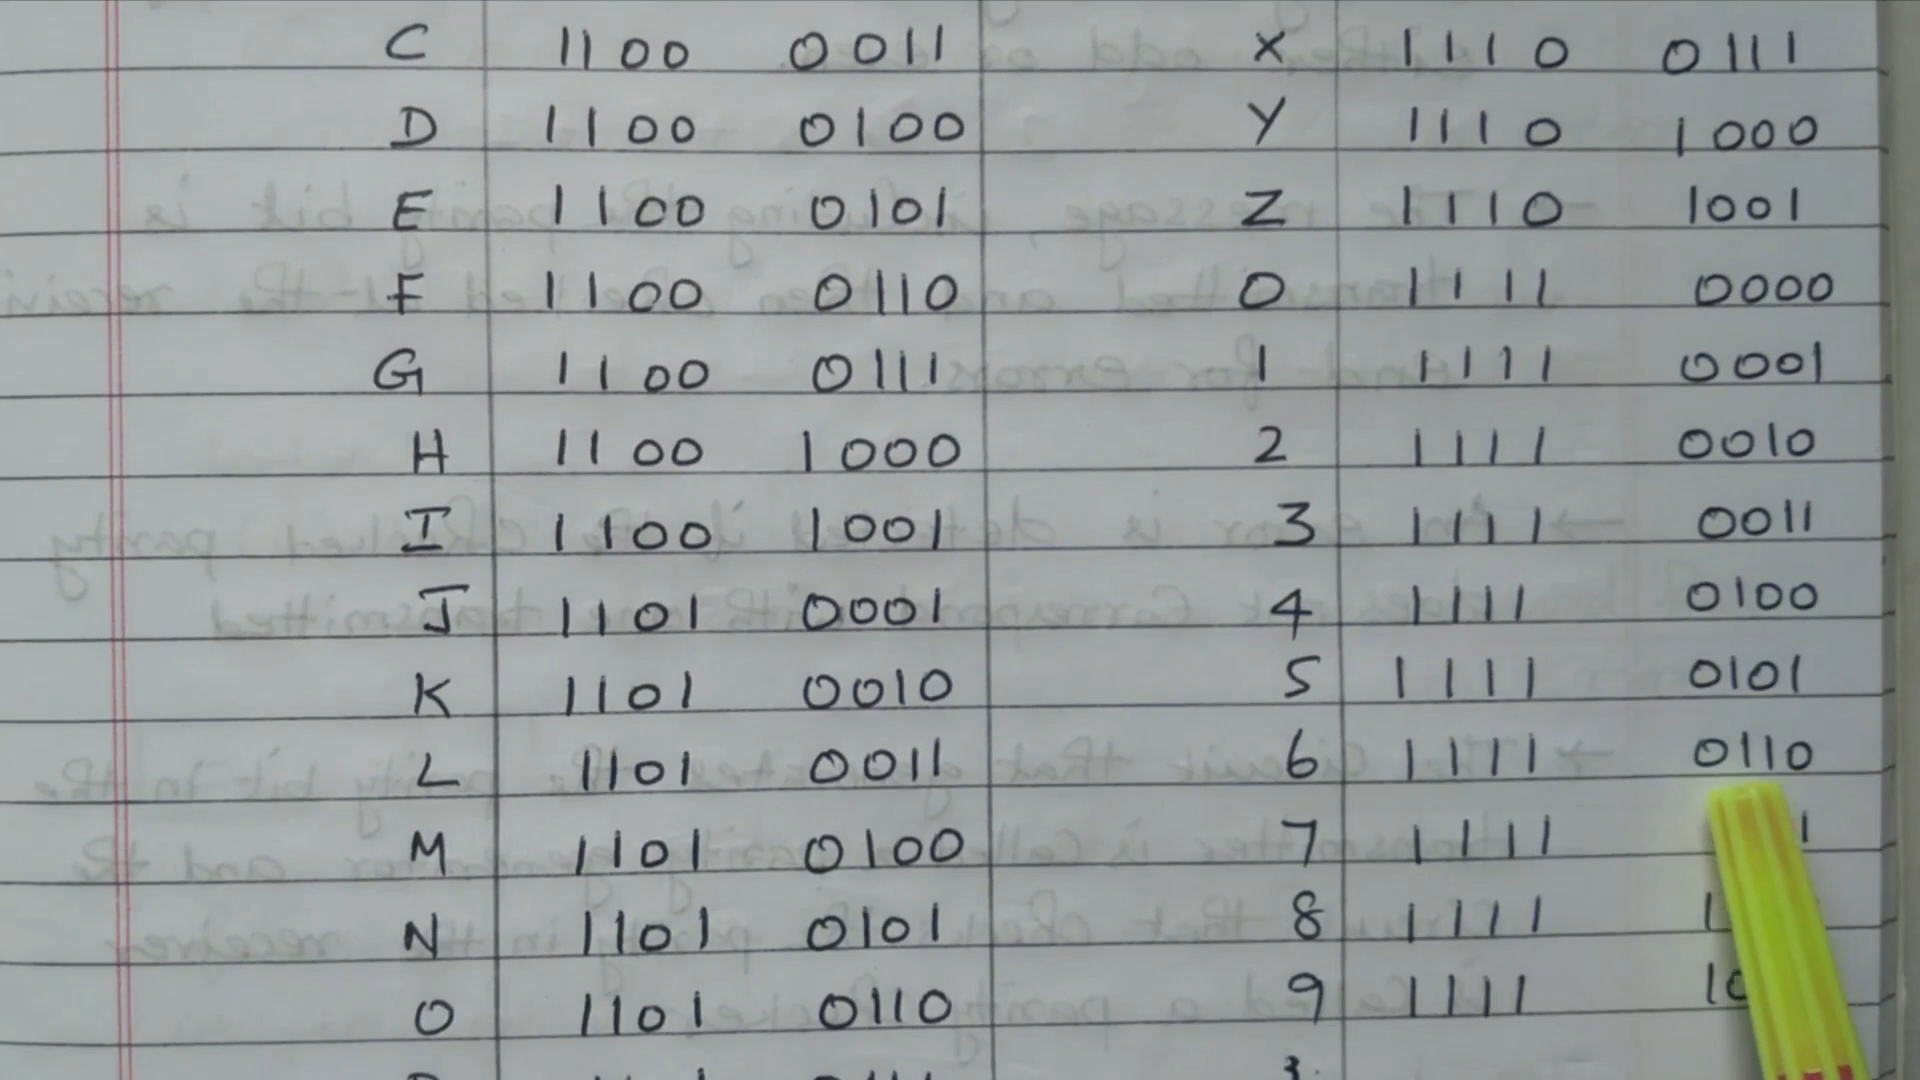 C 1100 0011 X 1110 0111
D 1100 0100 Y 1110 1000
E 1100 0101 Z 1110 1001
F 1100 0110 0 1111 0000
G 1100 0111 1 1111 0001
H 1100 1000 2 1111 0010
I 1100 1001 3 1111 0011
J 1101 0001 4 1111 0100
K 1101 0010 5 1111 0101
L 1101 0011 6 1111 0110
M 1101 0100 7 1111
N 1101 0101 8 1111
O 1101 0110 9 1111